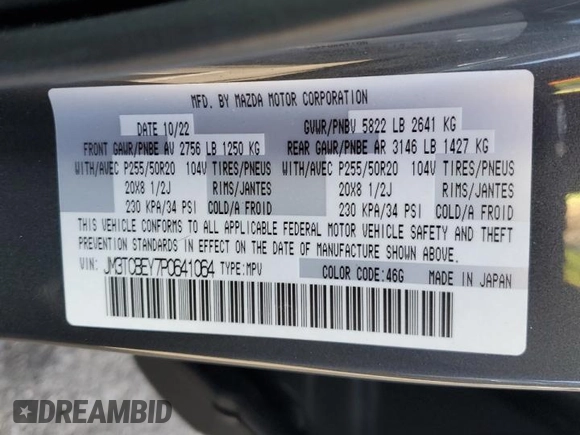 MFD. BY MAZDA MOTOR CORPORATION
DATE 10/22 GVWR/PNBV 5822 LB 2641 KG
FRONT GAWR/PNBE AV 2756 LB 1250 KG REAR GAWR/PNBE AR 3146 LB 1427 KG
WITH/AVEC P255/50R20 104V TIRES/PNEUS WITH/AVEC P255/50R20 104V TIRES/PNEUS
20X8 1/2J RIMS/JANTES 20X8 1/2J RIMS/JANTES
230 KPA/34 PSI COLD/A FROID 230 KPA/34 PSI COLD/A FROID
THIS VEHICLE CONFORMS TO ALL APPLICABLE FEDERAL MOTOR VEHICLE SAFETY AND THEFT
PREVENTION STANDARDS IN EFFECT ON THE DATE OF MANUFACTURE SHOWN ABOVE.
VIN: JM3TCBEY7P0641064 TYPE: MPV COLOR CODE: 46G MADE IN JAPAN
DREAMBID